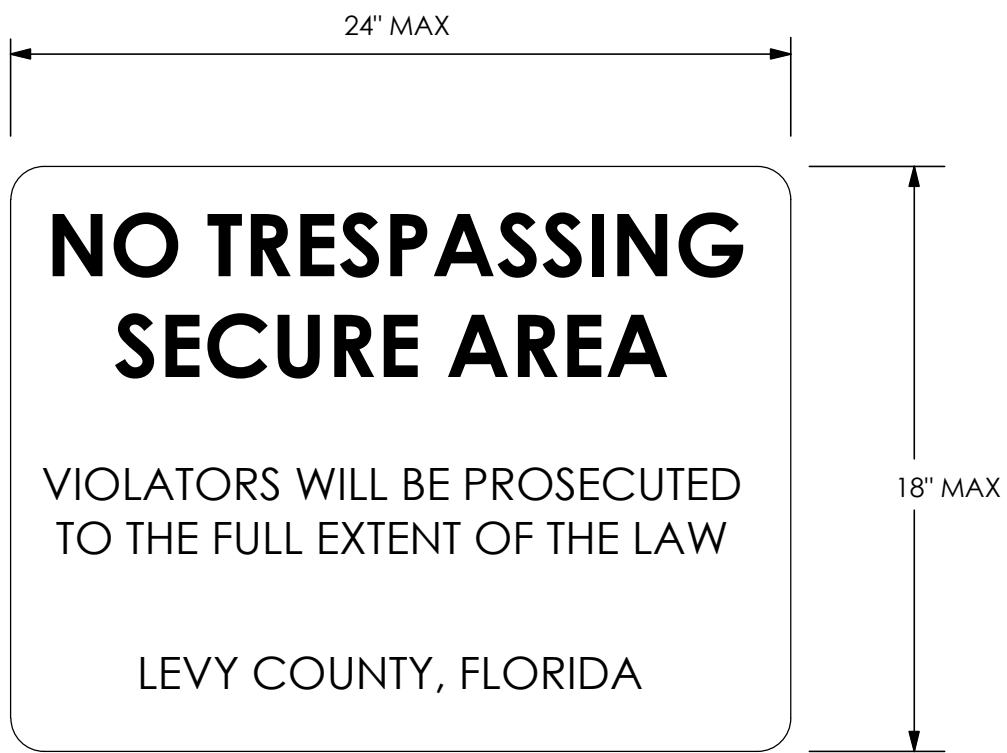 24" MAX
NO TRESPASSING
SECURE AREA
VIOLATORS WILL BE PROSECUTED
TO THE FULL EXTENT OF THE LAW
18" MAX
LEVY COUNTY, FLORIDA